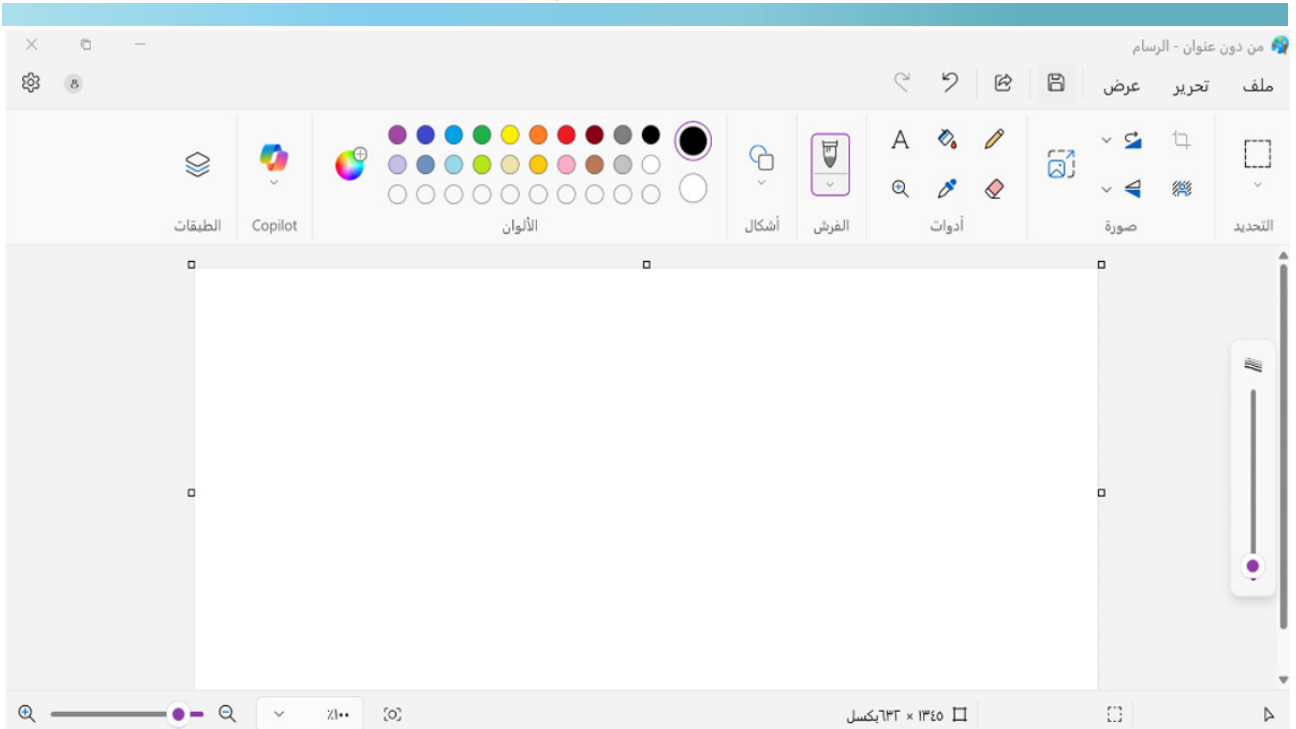 من دون عنوان - الرسام
ملف تحرير عرض
A
التحديد صورة أدوات الفرش أشكال الألوان Copilot الطبقات
١٣٤٥ × ٦٣٢بكسل ١٠٠٪